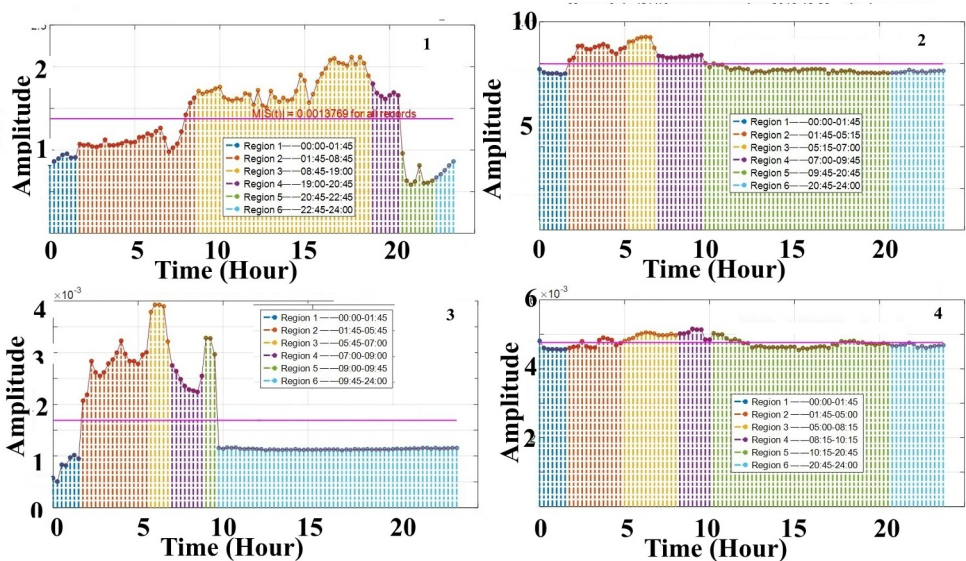 1
2
1
Amplitude
M|S(t)| = 0.0013769 for all records
Region 1——00:00-01:45
Region 2——01:45-08:45
Region 3——08:45-19:00
Region 4——19:00-20:45
Region 5——20:45-22:45
Region 6——22:45-24:00
0 5 10 15 20
Time (Hour)
2
10
5
Amplitude
Region 1——00:00-01:45
Region 2——01:45-05:15
Region 3——05:15-07:00
Region 4——07:00-09:45
Region 5——09:45-20:45
Region 6——20:45-24:00
0 5 10 15 20
Time (Hour)
3
×10⁻³
4
3
2
1
0
Amplitude
Region 1——00:00-01:45
Region 2——01:45-05:45
Region 3——05:45-07:00
Region 4——07:00-09:00
Region 5——09:00-09:45
Region 6——09:45-24:00
0 5 10 15 20
Time (Hour)
4
×10⁻³
6
4
2
Amplitude
Region 1——00:00-01:45
Region 2——01:45-05:00
Region 3——05:00-08:15
Region 4——08:15-10:15
Region 5——10:15-20:45
Region 6——20:45-24:00
0 5 10 15 20
Time (Hour)